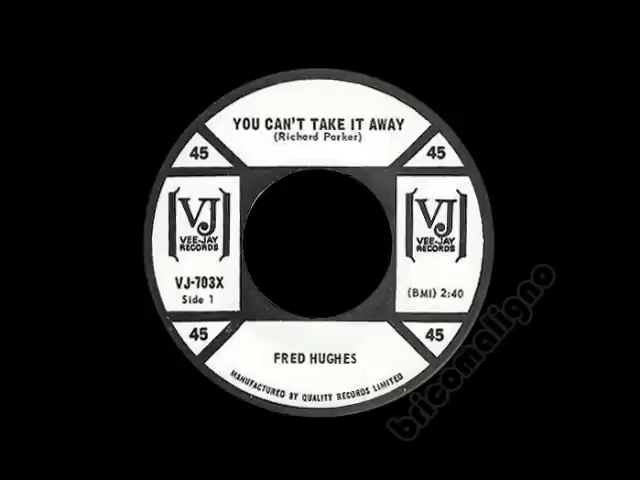 YOU CAN'T TAKE IT AWAY
(Richard Parker)
45
45
VJ
VEE-JAY
RECORDS
VJ
VEE-JAY
RECORDS
VJ-703X
Side 1
(BMI) 2:40
45
45
FRED HUGHES
MANUFACTURED BY QUALITY RECORDS LIMITED
bricomaligno